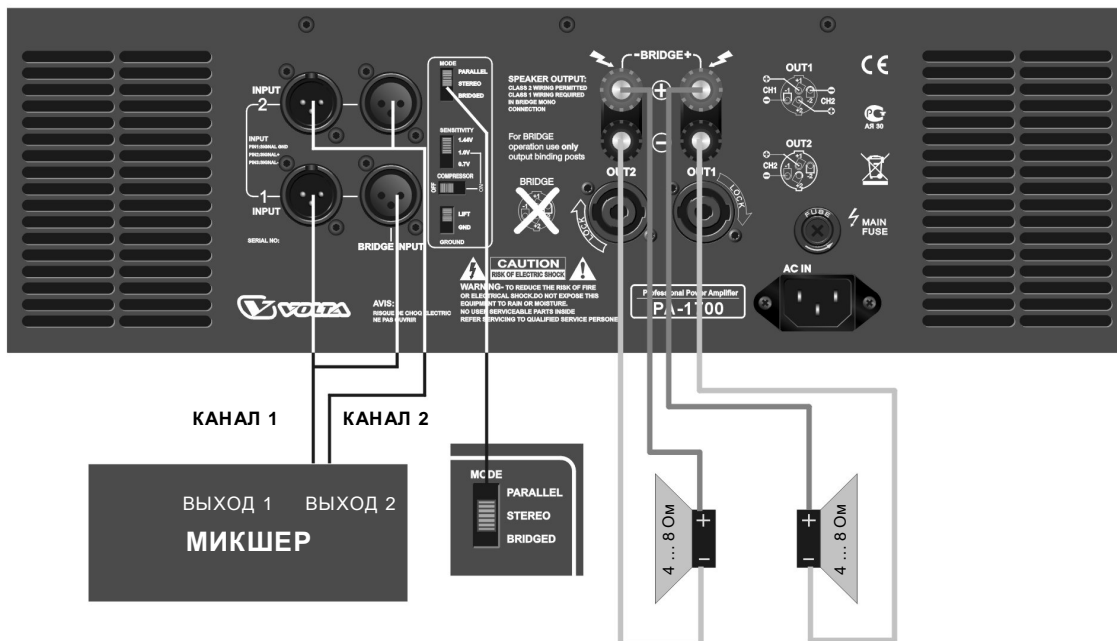 -BRIDGE+
MODE
PARALLEL
STEREO
BRIDGED
SPEAKER OUTPUT:
CLASS 2 WIRING PERMITTED
CLASS 1 WIRING REQUIRED
IN BRIDGE MONO
CONNECTION
OUT1
CH1
CH2
INPUT
2
INPUT
PIN1:SIGNAL GND
PIN2:SIGNAL+
PIN3:SIGNAL-
SENSITIVITY
1.44V
1.0V
0.7V
For BRIDGE
operation use only
output binding posts
АЯ 30
OUT2
CH2
COMPRESSOR
OFF
ON
BRIDGE
OUT2
OUT1
LOCK
LOCK
1
INPUT
LIFT
GND
GROUND
FUSE
MAIN
FUSE
SERIAL NO:
BRIDGE INPUT
CAUTION
RISK OF ELECTRIC SHOCK
AC IN
WARNING- TO REDUCE THE RISK OF FIRE
OR ELECTRICAL SHOCK.DO NOT EXPOSE THIS
EQUIPMENT TO RAIN OR MOISTURE.
NO USER SERVICEABLE PARTS INSIDE
REFER SERVICING TO QUALIFIED SERVICE PERSONE
VOLTA
AVIS:
RISQUE DE CHOC ELECTRIC
NE PAS OUVRIR
Professional Power Amplifier
PA-1700
КАНАЛ 1
КАНАЛ 2
ВЫХОД 1
ВЫХОД 2
МИКШЕР
MODE
PARALLEL
STEREO
BRIDGED
+
−
4 ... 8 Ом
+
−
4 ... 8 Ом